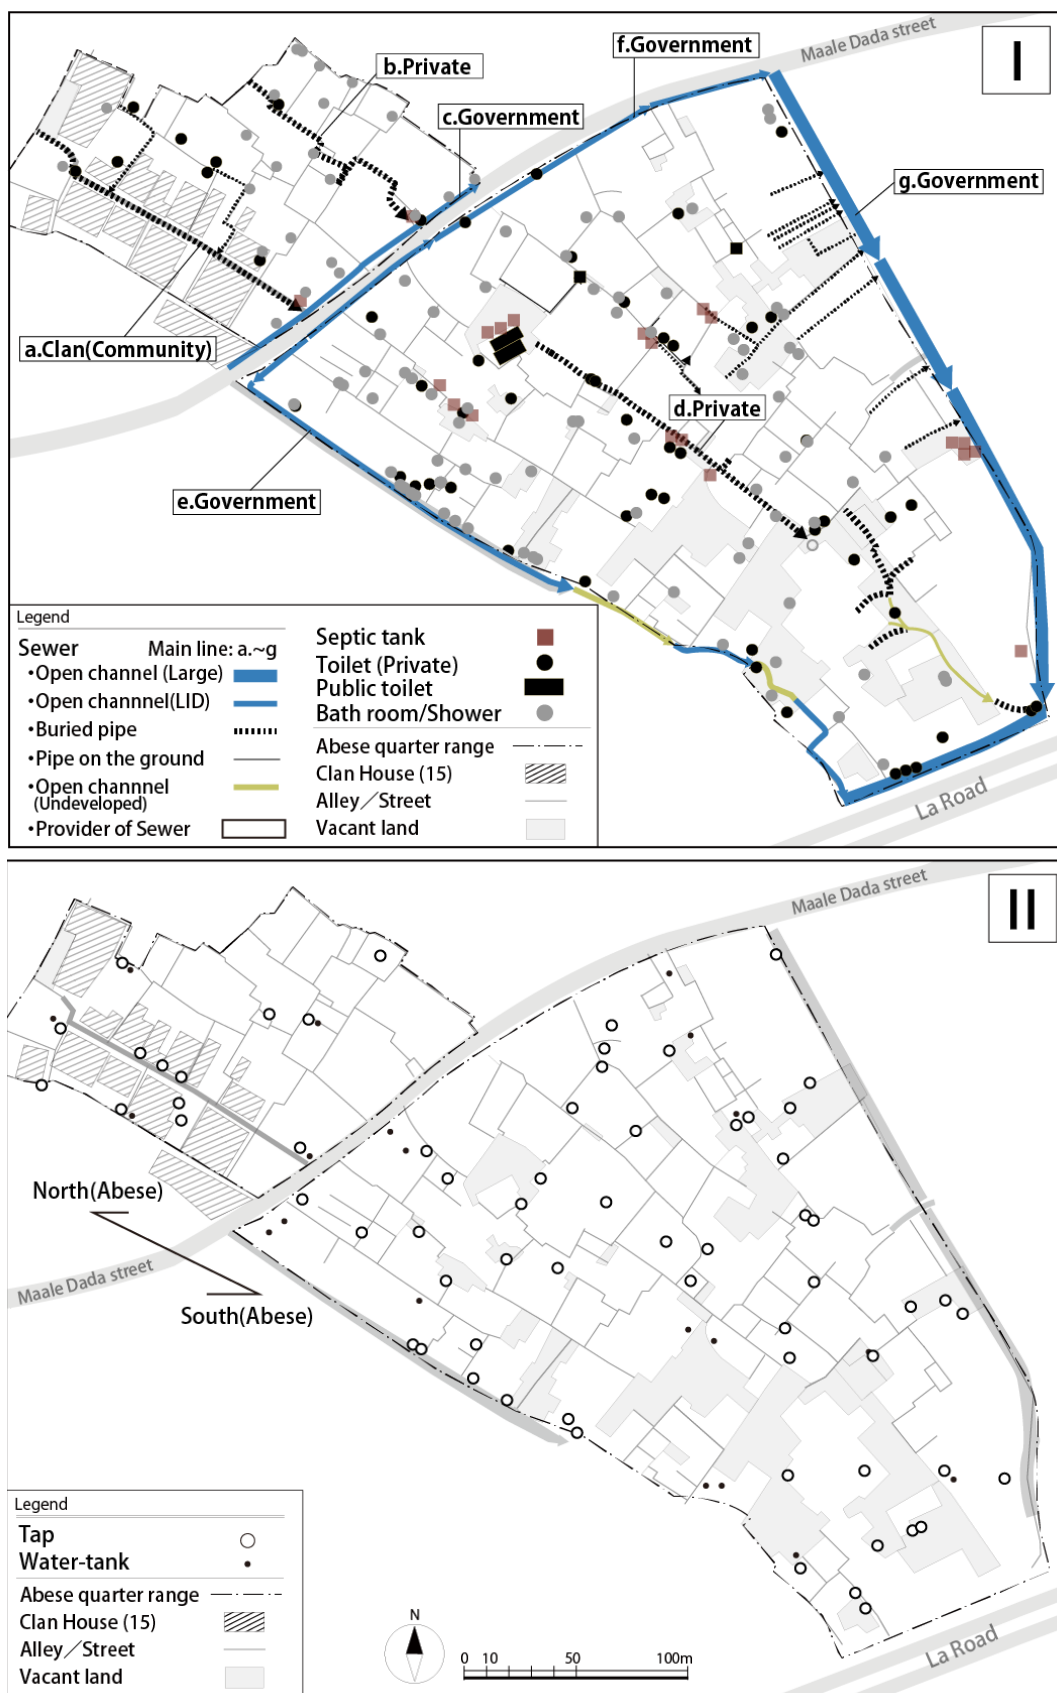 Maale Dada street
I
f.Government
b.Private
c.Government
g.Government
a.Clan(Community)
d.Private
e.Government
Legend
Sewer Main line: a.~g
・Open channel (Large)
・Open channnel(LID)
・Buried pipe
・Pipe on the ground
・Open channnel
(Undeveloped)
・Provider of Sewer
Septic tank
Toilet (Private)
Public toilet
Bath room/Shower
Abese quarter range
Clan House (15)
Alley／Street
Vacant land
La Road
Maale Dada street
II
North(Abese)
South(Abese)
Maale Dada street
Legend
Tap
Water-tank
Abese quarter range
Clan House (15)
Alley／Street
Vacant land
N
0 10 50 100m
La Road